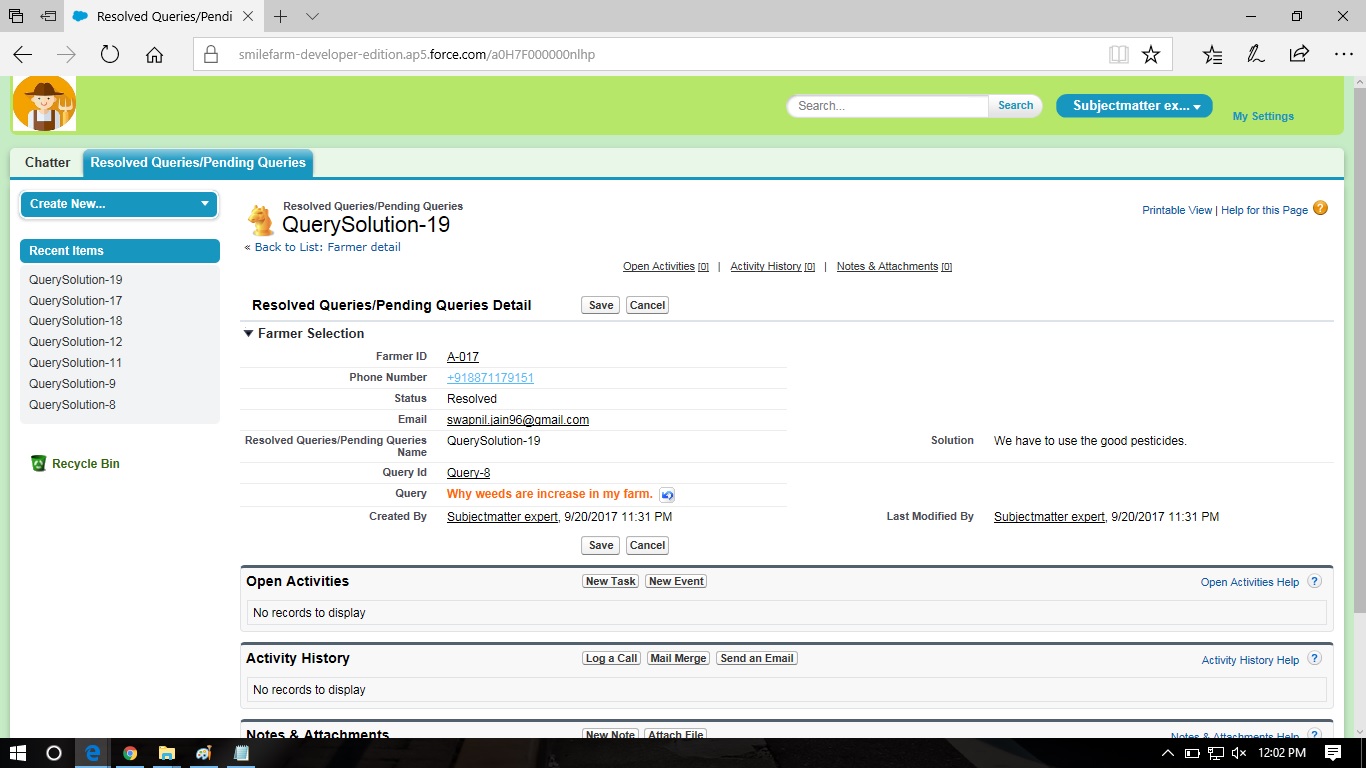 Resolved Queries/Pendi
smilefarm-developer-edition.ap5.force.com/a0H7F000000nlhp
Search...
Search
Subjectmatter ex...
My Settings
Chatter
Resolved Queries/Pending Queries
Create New...
Recent Items
QuerySolution-19
QuerySolution-17
QuerySolution-18
QuerySolution-12
QuerySolution-11
QuerySolution-9
QuerySolution-8
Recycle Bin
Resolved Queries/Pending Queries
QuerySolution-19
« Back to List: Farmer detail
Printable View | Help for this Page ?
Open Activities [0] | Activity History [0] | Notes & Attachments [0]
Resolved Queries/Pending Queries Detail Save Cancel
Farmer Selection
Farmer ID A-017
Phone Number +918871179151
Status Resolved
Email swapnil.jain96@gmail.com
Resolved Queries/Pending Queries Name QuerySolution-19 Solution We have to use the good pesticides.
Query Id Query-8
Query Why weeds are increase in my farm.
Created By Subjectmatter expert, 9/20/2017 11:31 PM Last Modified By Subjectmatter expert, 9/20/2017 11:31 PM
Save Cancel
Open Activities New Task New Event Open Activities Help ?
No records to display
Activity History Log a Call Mail Merge Send an Email Activity History Help ?
No records to display
Notes & Attachments New Note Attach File Notes & Attachments Help ?
12:02 PM